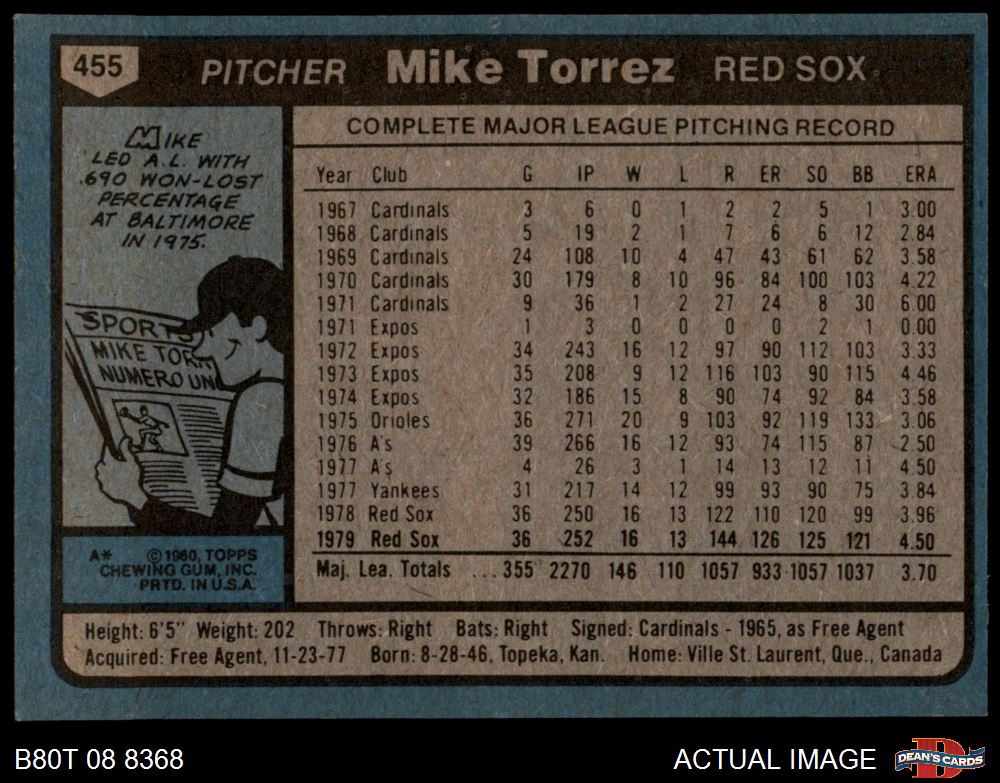 455 PITCHER Mike Torrez RED SOX
MIKE
LED A.L. WITH
.690 WON-LOST
PERCENTAGE
AT BALTIMORE
IN 1975.
SPORT
MIKE TORR
NUMERO UNO
A* © 1980, TOPPS
CHEWING GUM, INC.
PRTD. IN U.S.A.
COMPLETE MAJOR LEAGUE PITCHING RECORD
Year Club G IP W L R ER SO BB ERA
1967 Cardinals 3 6 0 1 2 2 5 1 3.00
1968 Cardinals 5 19 2 1 7 6 6 12 2.84
1969 Cardinals 24 108 10 4 47 43 61 62 3.58
1970 Cardinals 30 179 8 10 96 84 100 103 4.22
1971 Cardinals 9 36 1 2 27 24 8 30 6.00
1971 Expos 1 3 0 0 0 0 2 1 0.00
1972 Expos 34 243 16 12 97 90 112 103 3.33
1973 Expos 35 208 9 12 116 103 90 115 4.46
1974 Expos 32 186 15 8 90 74 92 84 3.58
1975 Orioles 36 271 20 9 103 92 119 133 3.06
1976 A's 39 266 16 12 93 74 115 87 2.50
1977 A's 4 26 3 1 14 13 12 11 4.50
1977 Yankees 31 217 14 12 99 93 90 75 3.84
1978 Red Sox 36 250 16 13 122 110 120 99 3.96
1979 Red Sox 36 252 16 13 144 126 125 121 4.50
Maj. Lea. Totals ...355 2270 146 110 1057 933 1057 1037 3.70
Height: 6'5" Weight: 202 Throws: Right Bats: Right Signed: Cardinals - 1965, as Free Agent
Acquired: Free Agent, 11-23-77 Born: 8-28-46, Topeka, Kan. Home: Ville St. Laurent, Que., Canada
B80T 08 8368 ACTUAL IMAGE D DEAN'S CARDS